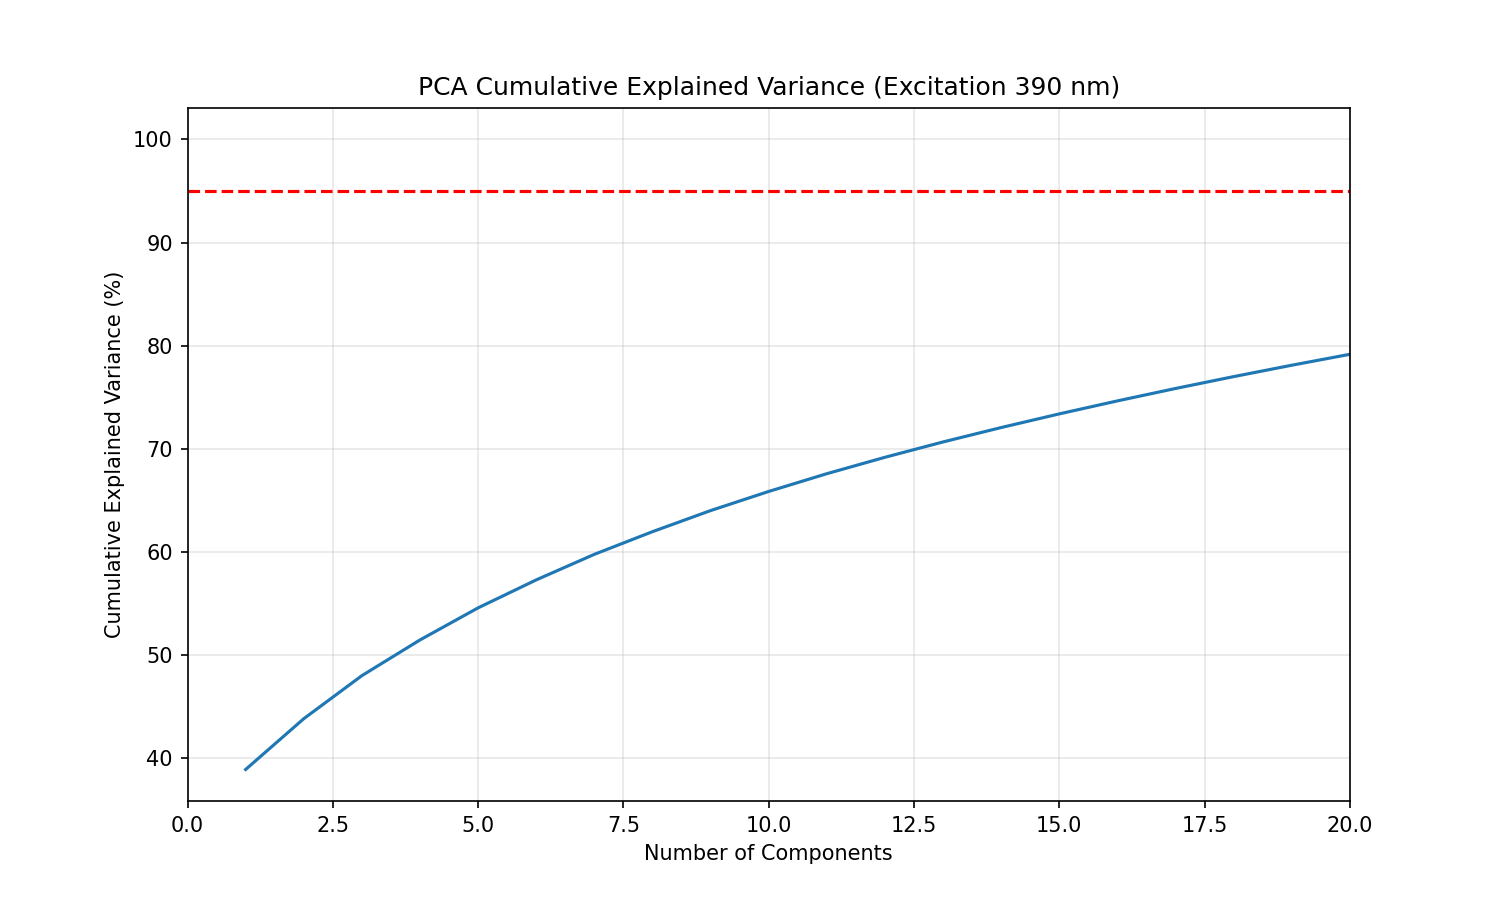 PCA Cumulative Explained Variance (Excitation 390 nm)
100
90
80
70
60
50
40
Cumulative Explained Variance (%)
0.0 2.5 5.0 7.5 10.0 12.5 15.0 17.5 20.0
Number of Components